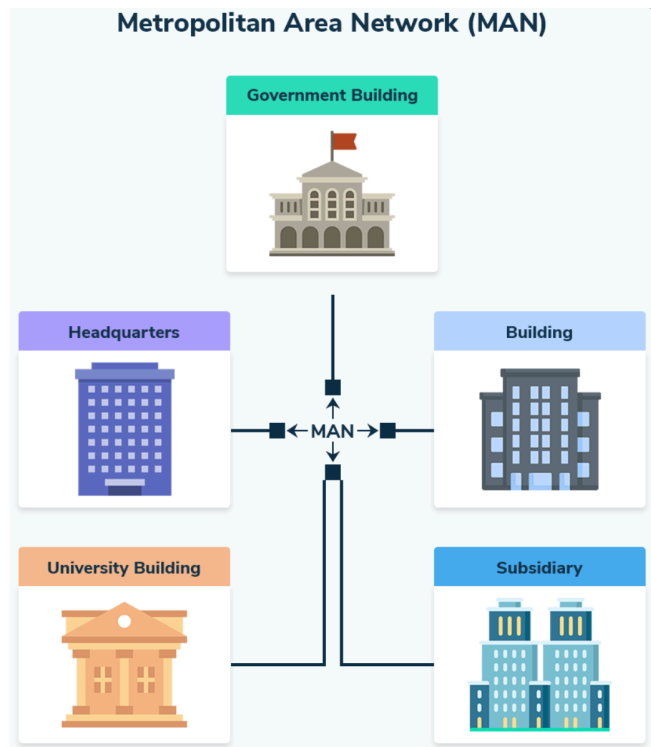 Metropolitan Area Network (MAN)
Government Building
Headquarters
Building
MAN
University Building
Subsidiary